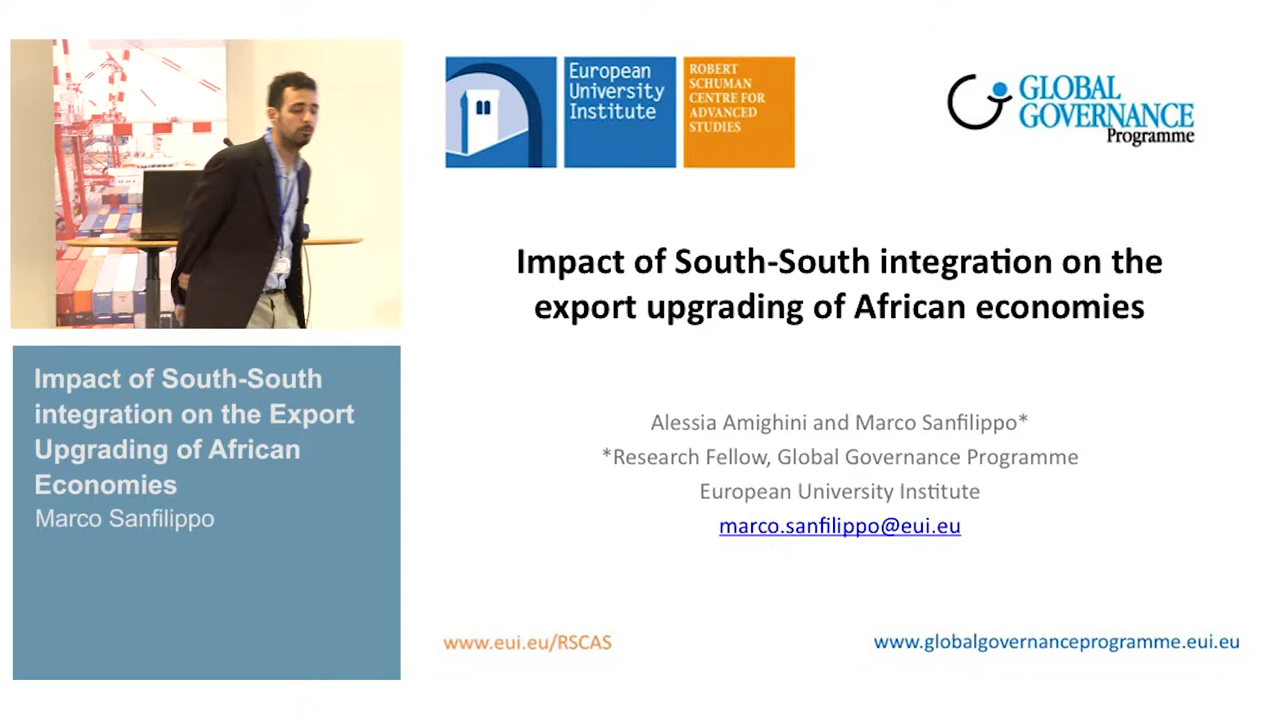 European
University
Institute
ROBERT
SCHUMAN
CENTRE FOR
ADVANCED
STUDIES
GLOBAL
GOVERNANCE
Programme
Impact of South-South integration on the
export upgrading of African economies
Alessia Amighini and Marco Sanfilippo*
*Research Fellow, Global Governance Programme
European University Institute
marco.sanfilippo@eui.eu
www.eui.eu/RSCAS
www.globalgovernanceprogramme.eui.eu
Impact of South-South
integration on the Export
Upgrading of African
Economies
Marco Sanfilippo